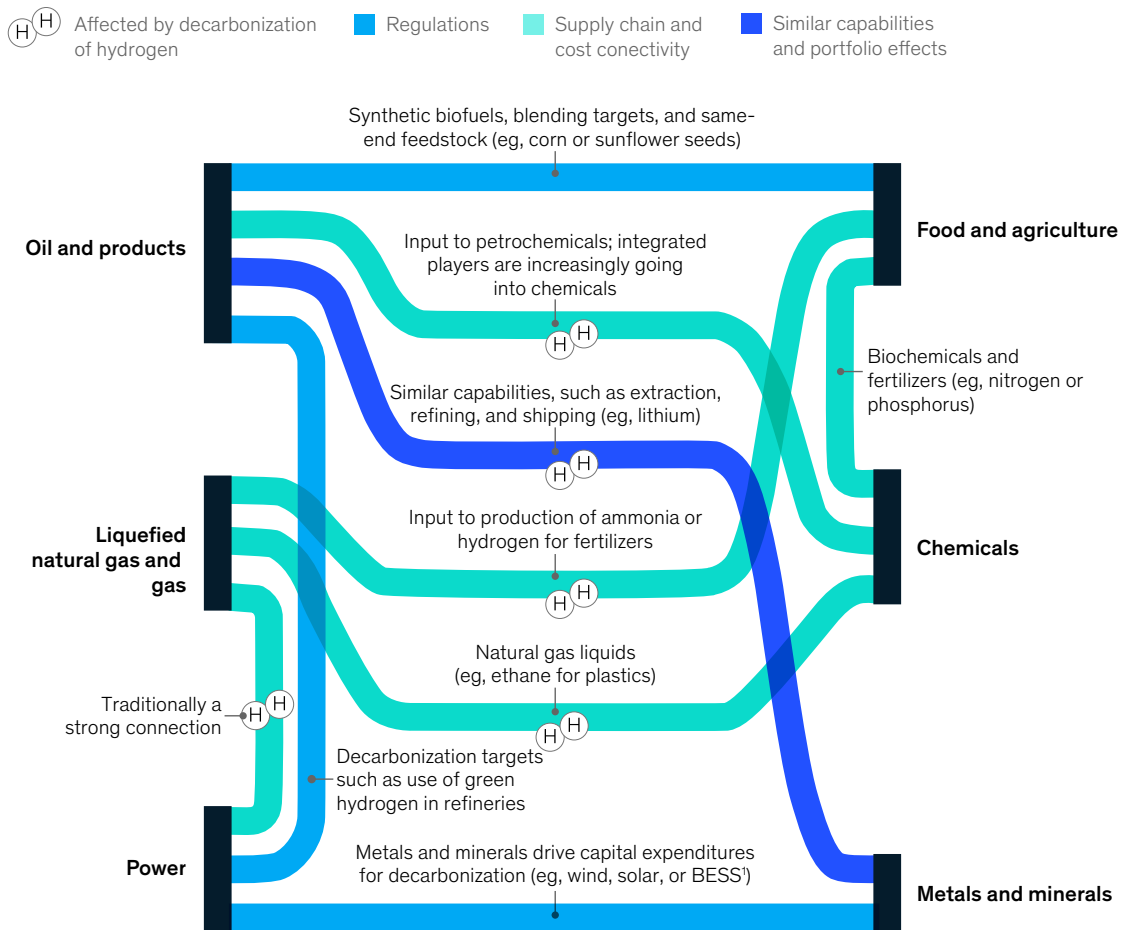 H H
Affected by decarbonization
of hydrogen
Regulations
Supply chain and
cost conectivity
Similar capabilities
and portfolio effects
Synthetic biofuels, blending targets, and same-
end feedstock (eg, corn or sunflower seeds)
Oil and products
Food and agriculture
Input to petrochemicals; integrated
players are increasingly going
into chemicals
H H
Biochemicals and
fertilizers (eg, nitrogen or
phosphorus)
Similar capabilities, such as extraction,
refining, and shipping (eg, lithium)
H H
Liquefied
natural gas and
gas
Input to production of ammonia or
hydrogen for fertilizers
H H
Chemicals
Natural gas liquids
(eg, ethane for plastics)
H H
Traditionally a
strong connection
H H
Decarbonization targets
such as use of green
hydrogen in refineries
Power
Metals and minerals drive capital expenditures
for decarbonization (eg, wind, solar, or BESS¹)
Metals and minerals